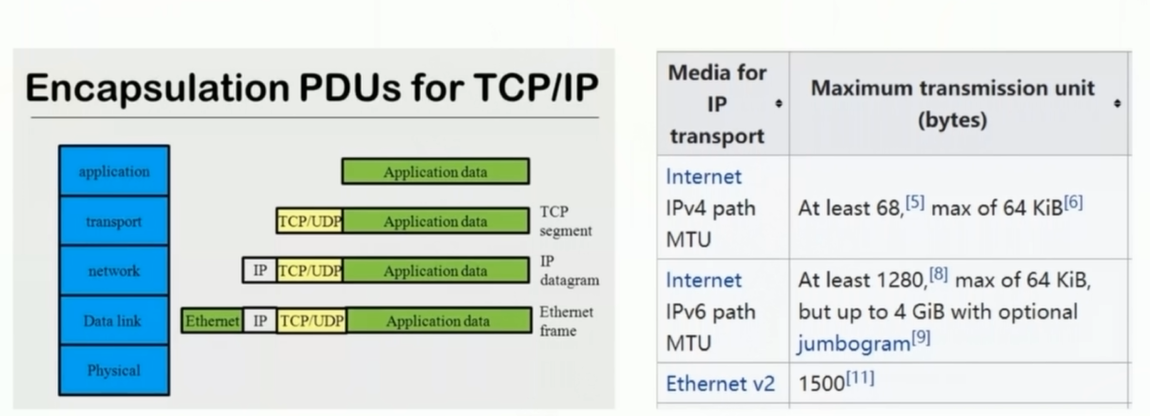 Encapsulation PDUs for TCP/IP
application
Application data
transport
TCP/UDP Application data
TCP
segment
network
IP TCP/UDP Application data
IP
datagram
Data link
Ethernet IP TCP/UDP Application data
Ethernet
frame
Physical
Media for
IP
transport
Maximum transmission unit
(bytes)
Internet
IPv4 path
MTU
At least 68,[5] max of 64 KiB[6]
Internet
IPv6 path
MTU
At least 1280,[8] max of 64 KiB,
but up to 4 GiB with optional
jumbogram[9]
Ethernet v2
1500[11]